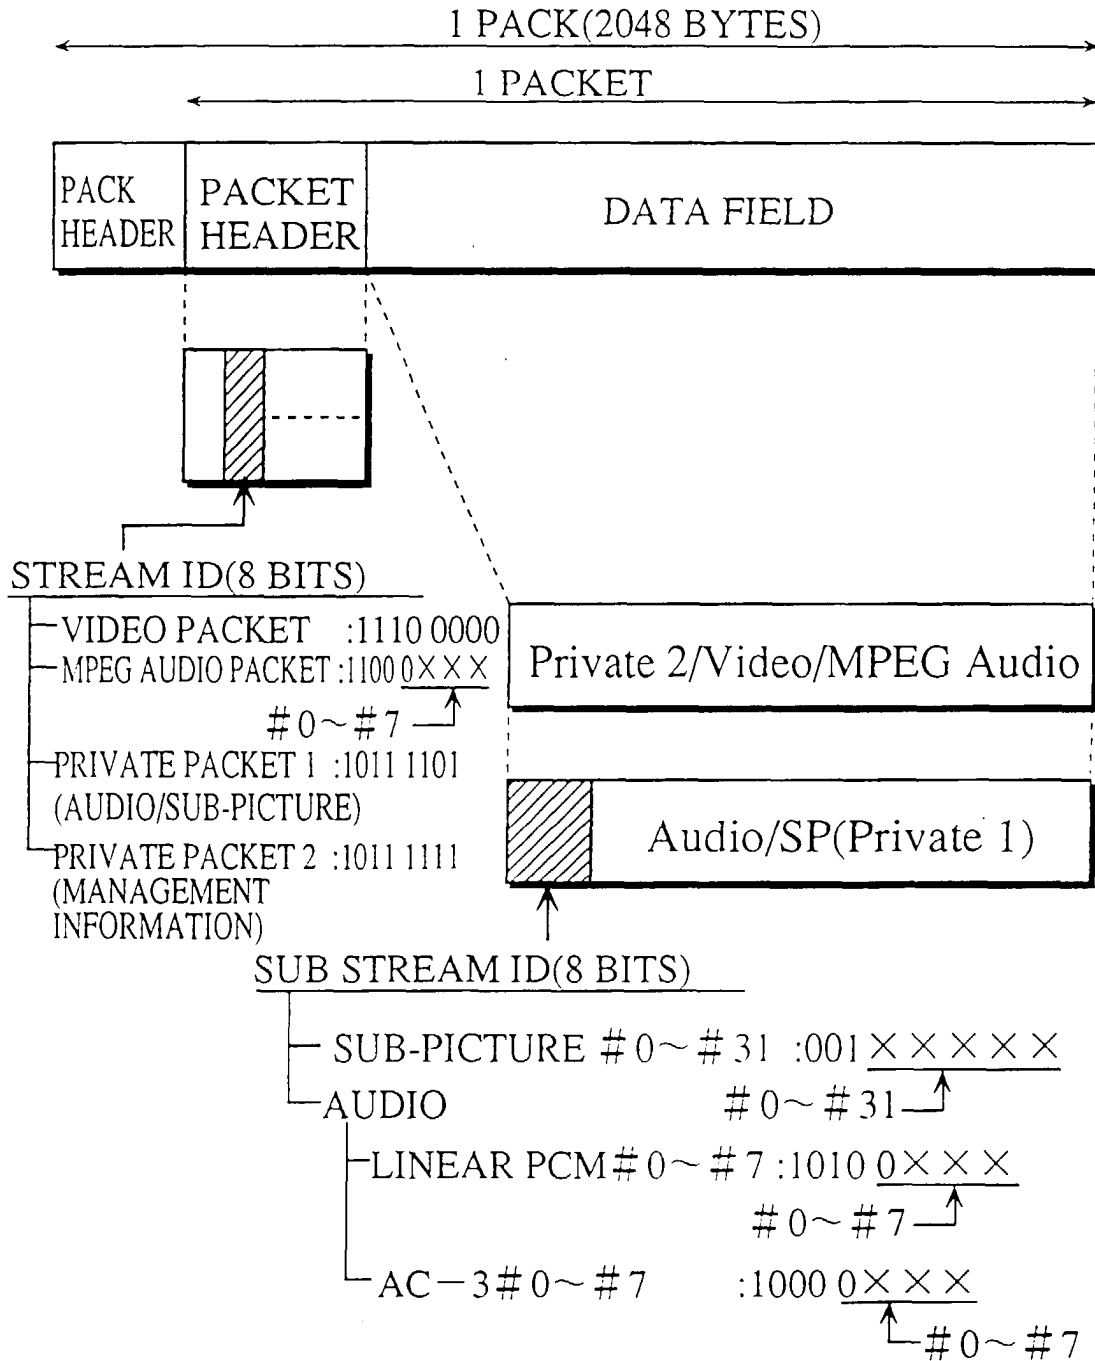 1 PACK(2048 BYTES)
1 PACKET
PACK HEADER
PACKET HEADER
DATA FIELD
STREAM ID(8 BITS)
VIDEO PACKET :1110 0000
MPEG AUDIO PACKET :1100 0×××
#0~#7
PRIVATE PACKET 1 :1011 1101
(AUDIO/SUB-PICTURE)
PRIVATE PACKET 2 :1011 1111
(MANAGEMENT
INFORMATION)
Private 2/Video/MPEG Audio
Audio/SP(Private 1)
SUB STREAM ID(8 BITS)
SUB-PICTURE #0~#31 :001×××××
#0~#31
AUDIO
LINEAR PCM#0~#7 :1010 0×××
#0~#7
AC-3#0~#7 :1000 0×××
#0~#7